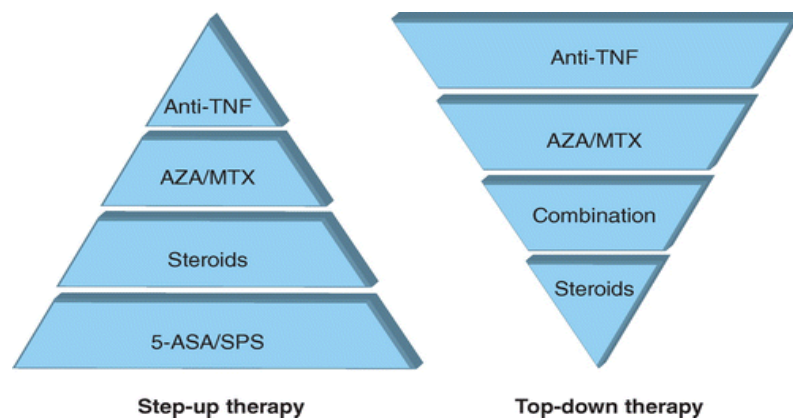 Anti-TNF
AZA/MTX
Steroids
5-ASA/SPS
Step-up therapy
Anti-TNF
AZA/MTX
Combination
Steroids
Top-down therapy